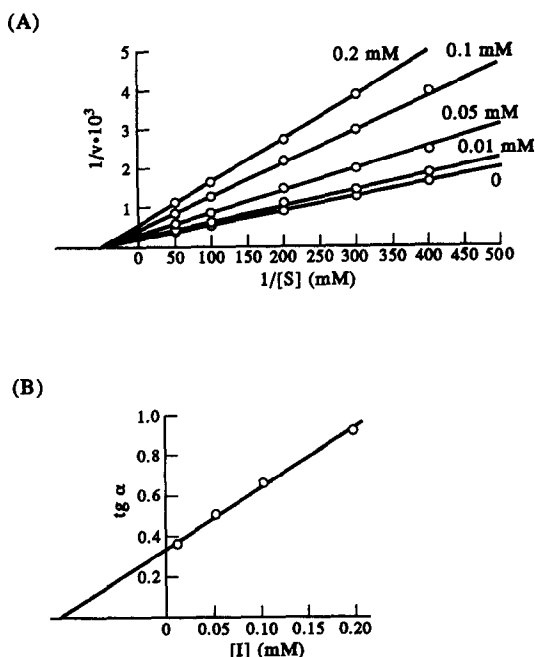 (A)
5
4
3
2
1
1/v•10³
0.2 mM
0.1 mM
0.05 mM
0.01 mM
0
0 50 100 150 200 250 300 350 400 450 500
1/[S] (mM)
(B)
1.0
0.8
0.6
0.4
0.2
tg α
0 0.05 0.10 0.15 0.20
[I] (mM)